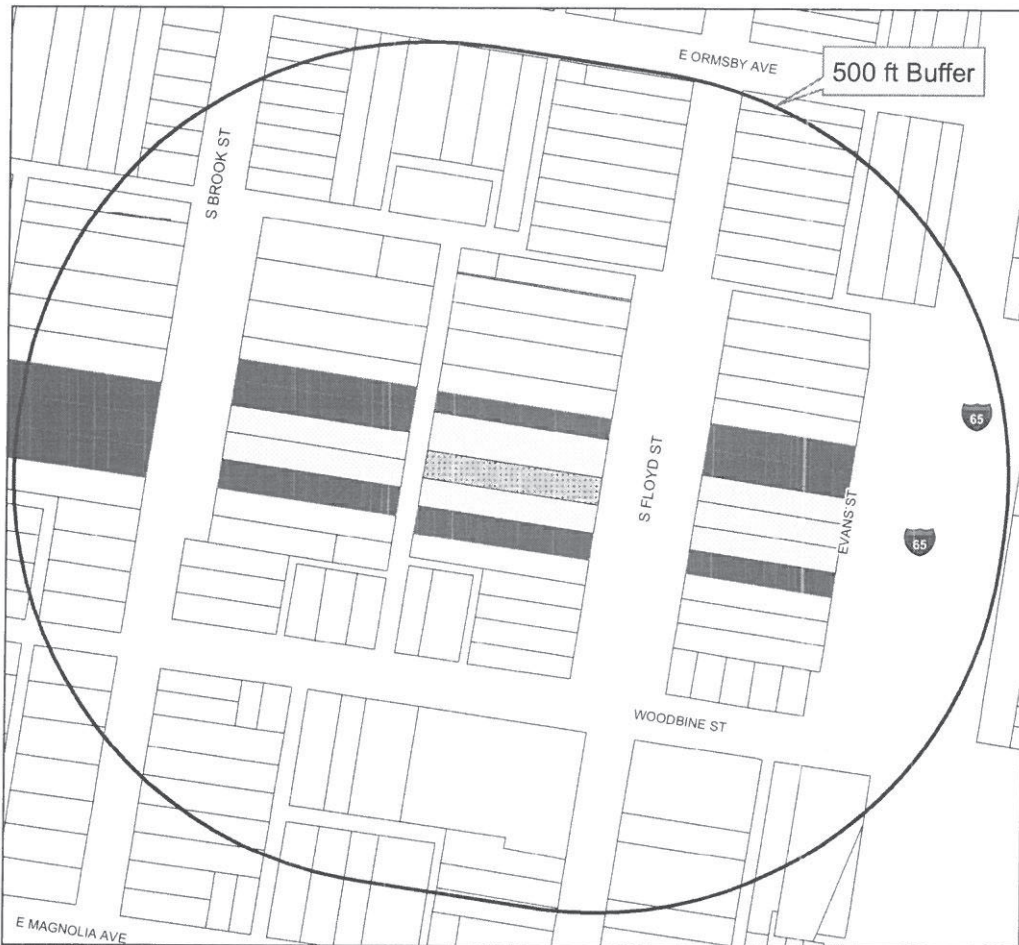 E ORMSBY AVE
500 ft Buffer
S BROOK ST
65
S FLOYD ST
EVANS ST
65
WOODBINE ST
E MAGNOLIA AVE